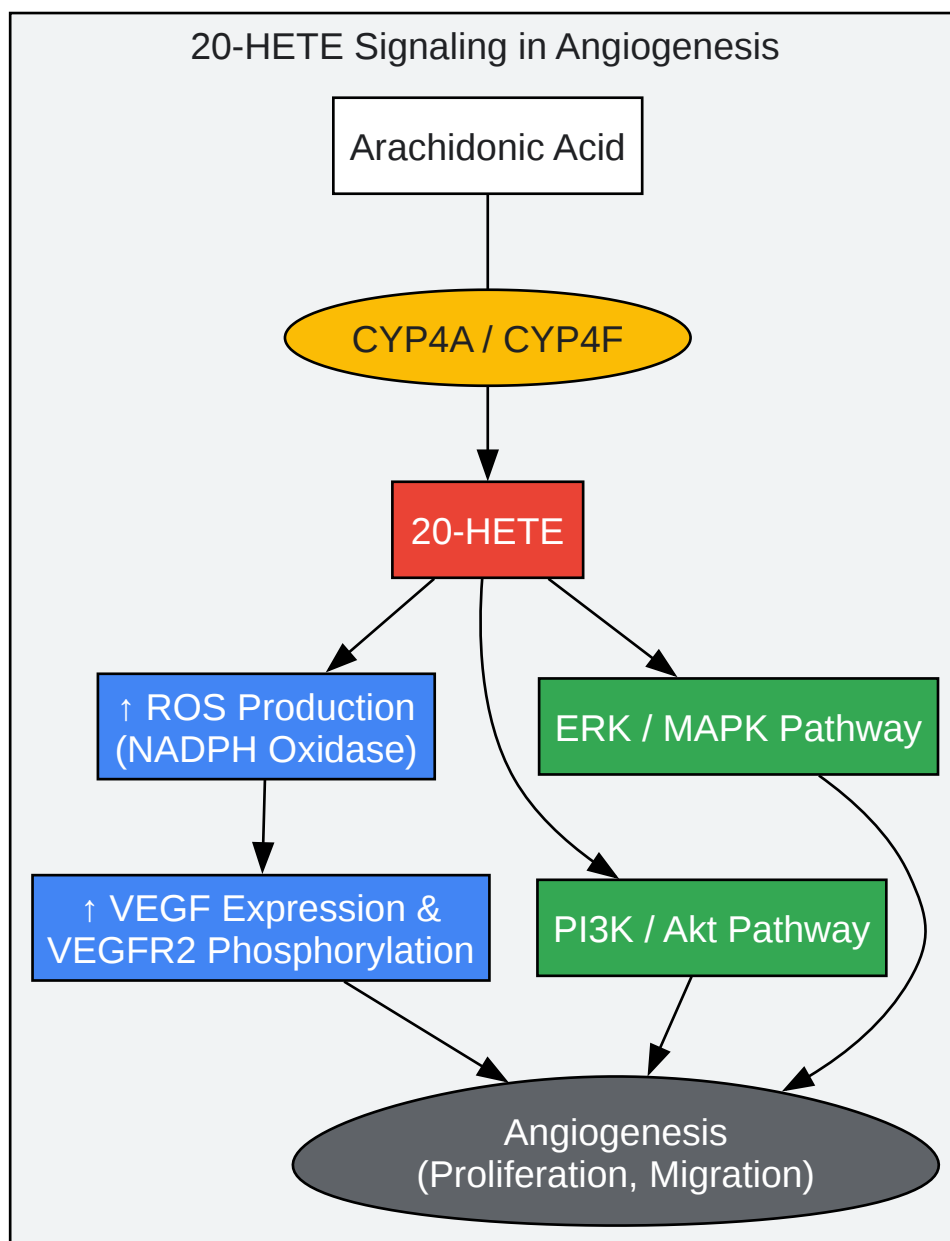 20-HETE Signaling in Angiogenesis
Arachidonic Acid
CYP4A / CYP4F
20-HETE
↑ ROS Production
(NADPH Oxidase)
ERK / MAPK Pathway
↑ VEGF Expression &
VEGFR2 Phosphorylation
PI3K / Akt Pathway
Angiogenesis
(Proliferation, Migration)